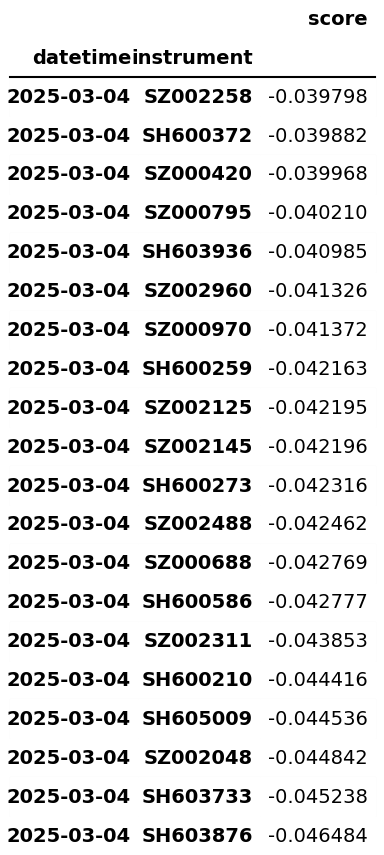 score
datetime instrument
2025-03-04 SZ002258 -0.039798
2025-03-04 SH600372 -0.039882
2025-03-04 SZ000420 -0.039968
2025-03-04 SZ000795 -0.040210
2025-03-04 SH603936 -0.040985
2025-03-04 SZ002960 -0.041326
2025-03-04 SZ000970 -0.041372
2025-03-04 SH600259 -0.042163
2025-03-04 SZ002125 -0.042195
2025-03-04 SZ002145 -0.042196
2025-03-04 SH600273 -0.042316
2025-03-04 SZ002488 -0.042462
2025-03-04 SZ000688 -0.042769
2025-03-04 SH600586 -0.042777
2025-03-04 SZ002311 -0.043853
2025-03-04 SH600210 -0.044416
2025-03-04 SH605009 -0.044536
2025-03-04 SZ002048 -0.044842
2025-03-04 SH603733 -0.045238
2025-03-04 SH603876 -0.046484